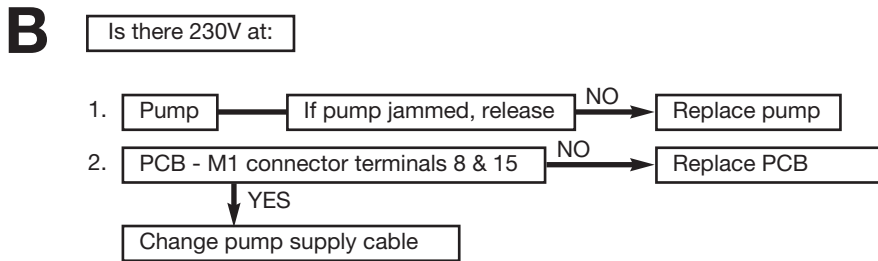 B Is there 230V at:
1. Pump If pump jammed, release NO Replace pump
2. PCB - M1 connector terminals 8 & 15 NO Replace PCB
YES
Change pump supply cable